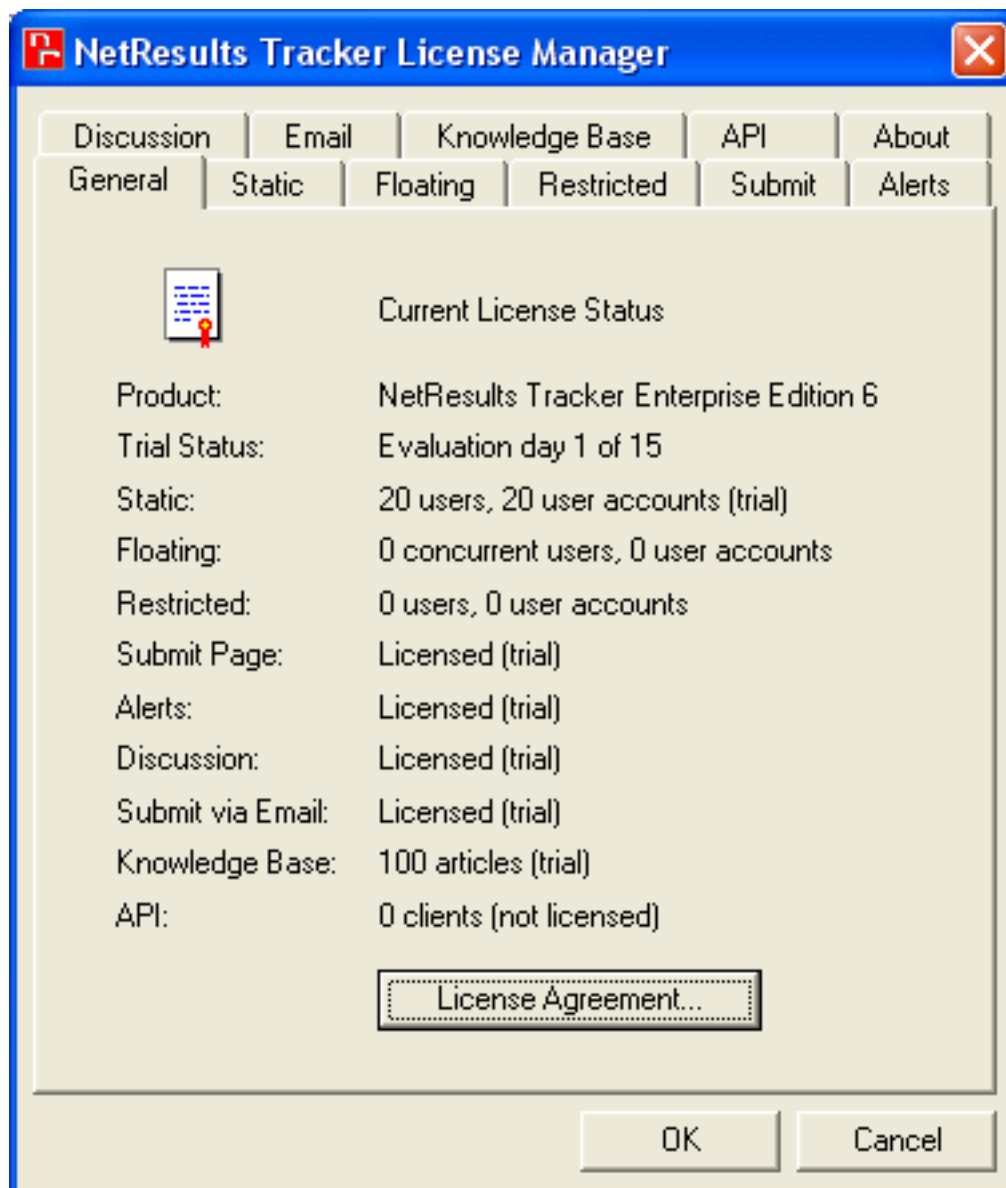 NetResults Tracker License Manager
Discussion Email Knowledge Base API About
General Static Floating Restricted Submit Alerts
Current License Status
Product: NetResults Tracker Enterprise Edition 6
Trial Status: Evaluation day 1 of 15
Static: 20 users, 20 user accounts (trial)
Floating: 0 concurrent users, 0 user accounts
Restricted: 0 users, 0 user accounts
Submit Page: Licensed (trial)
Alerts: Licensed (trial)
Discussion: Licensed (trial)
Submit via Email: Licensed (trial)
Knowledge Base: 100 articles (trial)
API: 0 clients (not licensed)
License Agreement...
OK Cancel